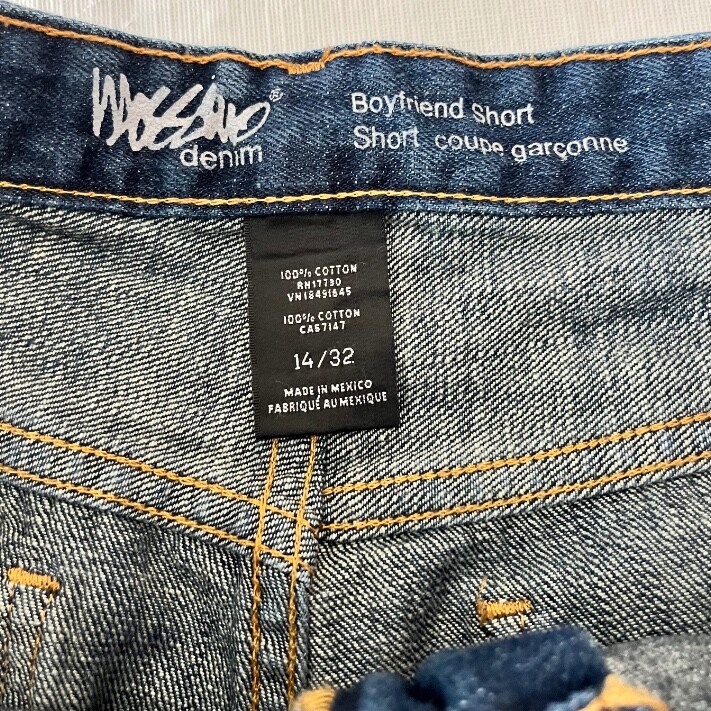 Mossimo®
denim
Boyfriend Short
Short coupe garçonne
100% COTTON
RN17730
VN18491645
100% COTTON
CA57147
14/32
MADE IN MEXICO
FABRIQUÉ AU MEXIQUE